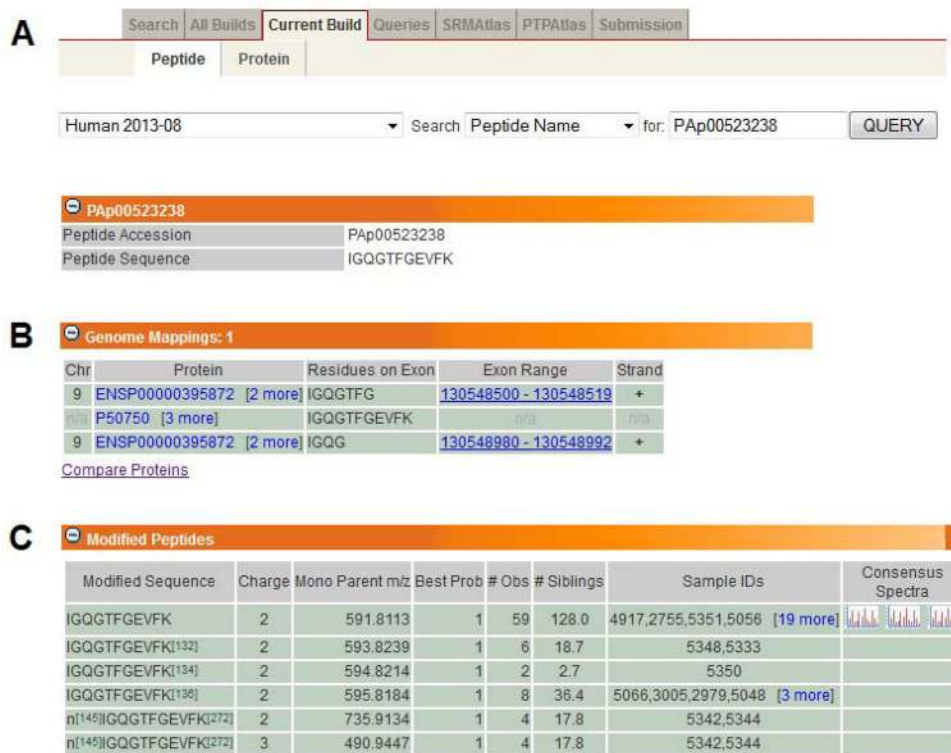 A
Search All Builds Current Build Queries SRMAtlas PTPAtlas Submission
Peptide Protein
Human 2013-08 Search Peptide Name for: PAp00523238 QUERY
PAp00523238
Peptide Accession PAp00523238
Peptide Sequence IGQGTFGEVFK
B
Genome Mappings: 1
Chr Protein Residues on Exon Exon Range Strand
9 ENSP00000395872 [2 more] IGQGTFG 130548500 - 130548519 +
n/a P50750 [3 more] IGQGTFGEVFK n/a n/a
9 ENSP00000395872 [2 more] IGQG 130548980 - 130548992 +
Compare Proteins
C
Modified Peptides
Modified Sequence Charge Mono Parent m/z Best Prob # Obs # Siblings Sample IDs Consensus Spectra
IGQGTFGEVFK 2 591.8113 1 59 128.0 4917,2755,5351,5056 [19 more]
IGQGTFGEVFK[132] 2 593.8239 1 6 18.7 5348,5333
IGQGTFGEVFK[134] 2 594.8214 1 2 2.7 5350
IGQGTFGEVFK[136] 2 595.8184 1 8 36.4 5066,3005,2979,5048 [3 more]
n[145]IGQGTFGEVFK[272] 2 735.9134 1 4 17.8 5342,5344
n[145]IGQGTFGEVFK[272] 3 490.9447 1 4 17.8 5342,5344